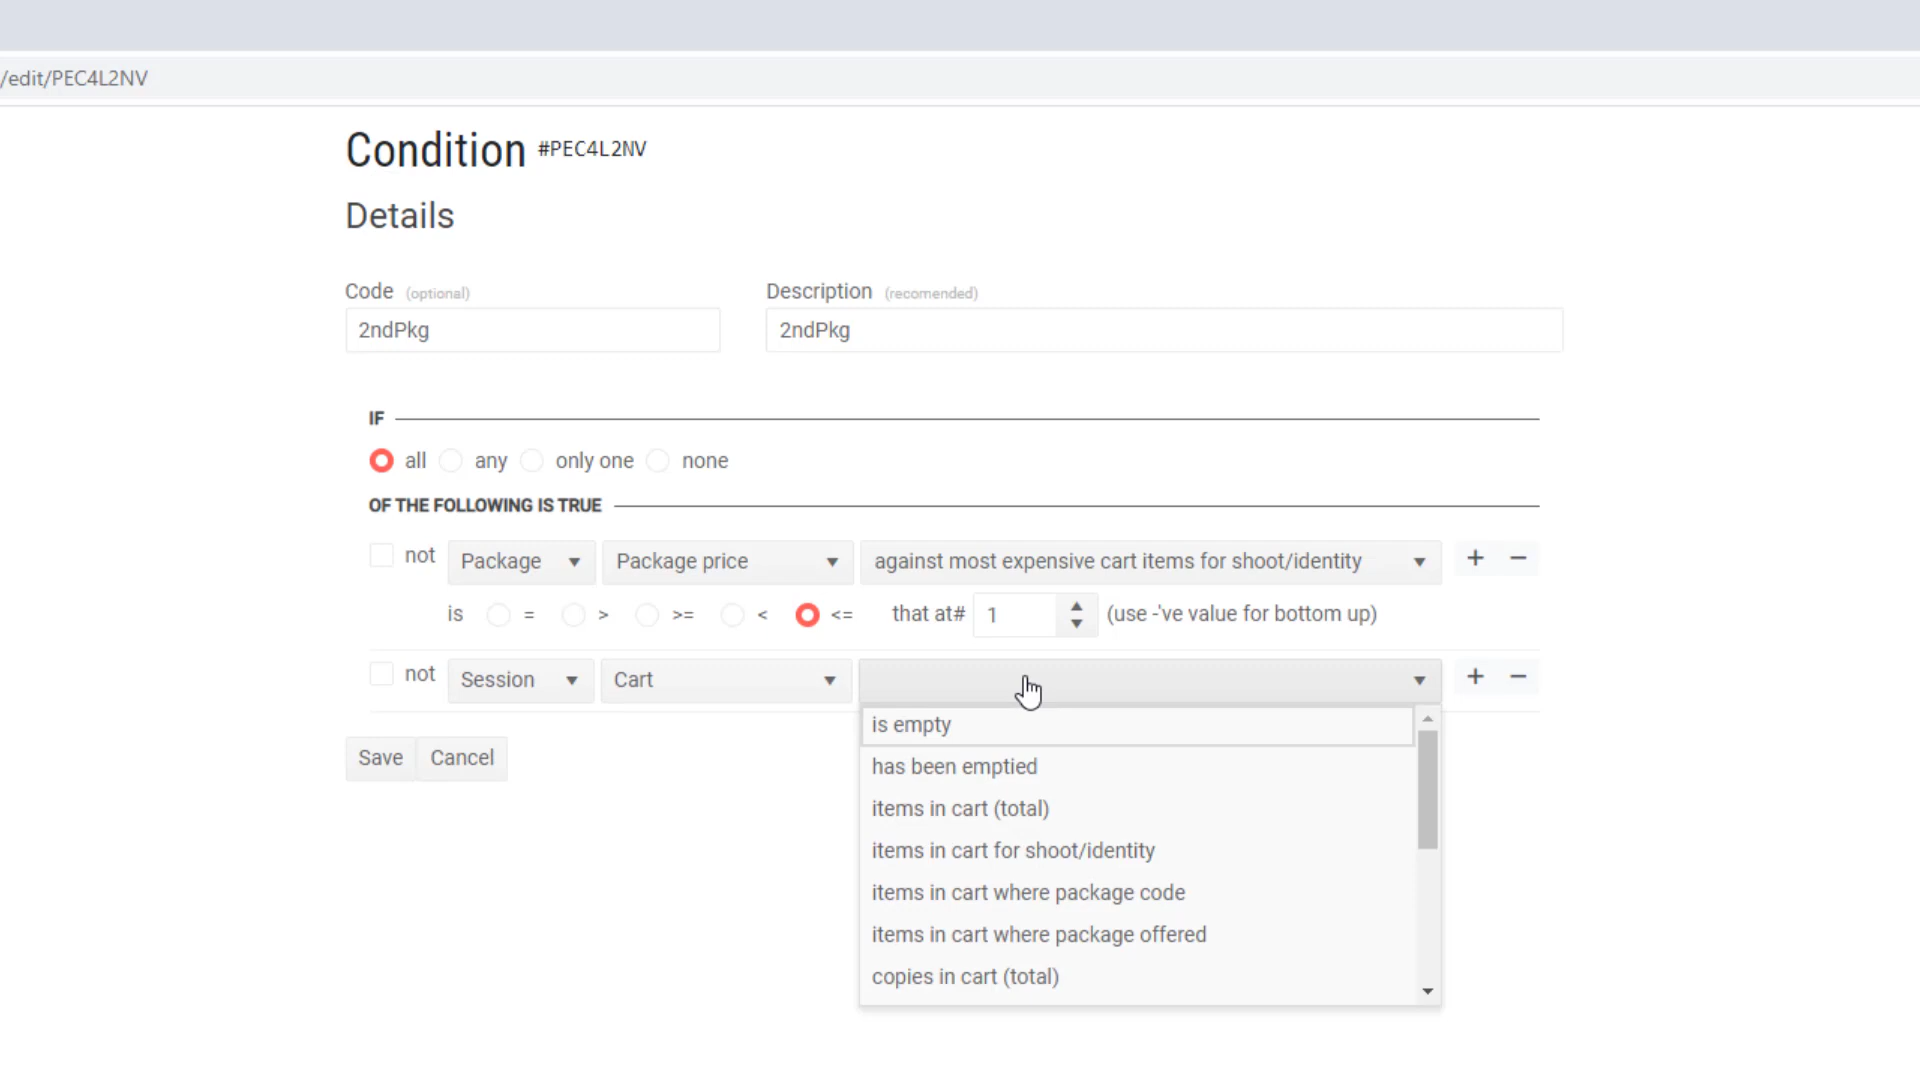 /edit/PEC4L2NV
Condition #PEC4L2NV
Details
Code (optional) Description (recomended)
2ndPkg 2ndPkg
IF
all any only one none
OF THE FOLLOWING IS TRUE
not Package Package price against most expensive cart items for shoot/identity + −
is = > >= < <= that at# 1 (use -'ve value for bottom up)
not Session Cart + −
is empty
Save Cancel
has been emptied
items in cart (total)
items in cart for shoot/identity
items in cart where package code
items in cart where package offered
copies in cart (total)